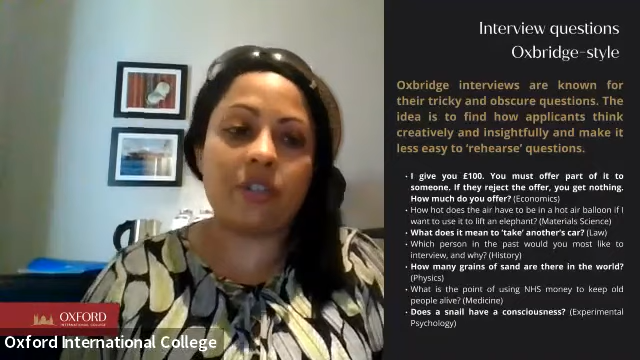 Interview questions
Oxbridge-style
Oxbridge interviews are known for
their tricky and obscure questions. The
idea is to find how applicants think
creatively and insightfully and make it
less easy to ‘rehearse’ questions.
• I give you £100. You must offer part of it to
someone. If they reject the offer, you get nothing.
How much do you offer? (Economics)
• How hot does the air have to be in a hot air balloon if I
want to use it to lift an elephant? (Materials Science)
• What does it mean to ‘take’ another’s car? (Law)
• Which person in the past would you most like to
interview, and why? (History)
• How many grains of sand are there in the world?
(Physics)
• What is the point of using NHS money to keep old
people alive? (Medicine)
• Does a snail have a consciousness? (Experimental
Psychology)
OXFORD
INTERNATIONAL COLLEGE
Oxford International College